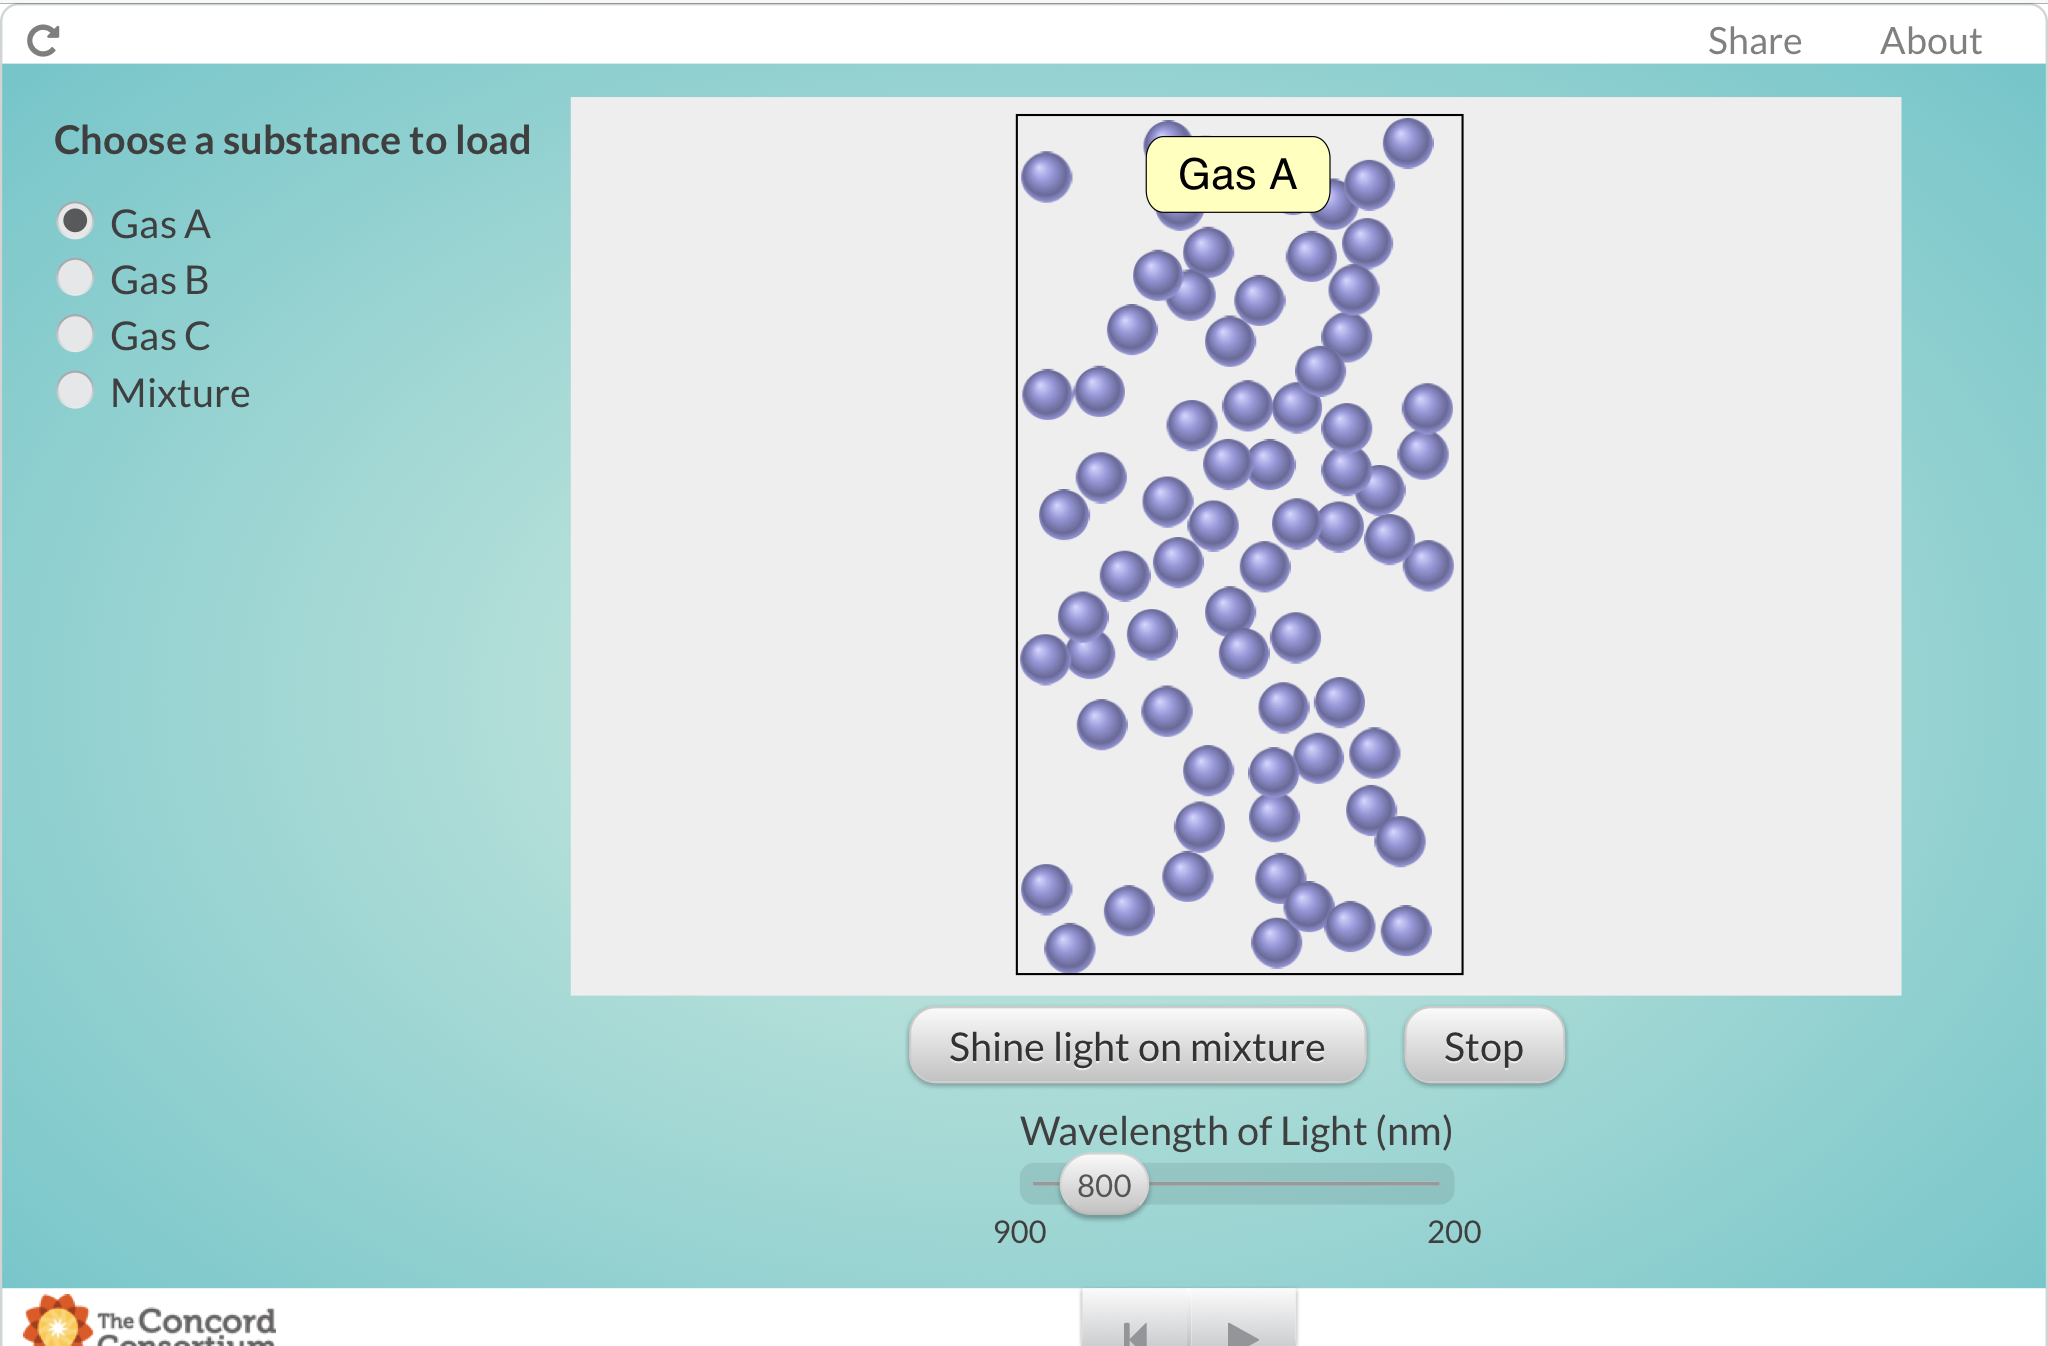 Share
About
Choose a substance to load
Gas A
Gas B
Gas C
Mixture
Gas A
Shine light on mixture
Stop
Wavelength of Light (nm)
800
900
200
The Concord
Consortium